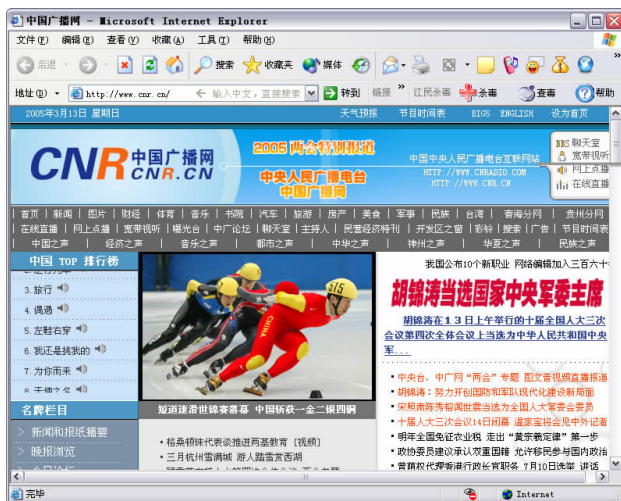 中国广播网 - Microsoft Internet Explorer
文件(F) 编辑(E) 查看(V) 收藏(A) 工具(T) 帮助(H)
后退 搜索 收藏夹 媒体
地址(D) http://www.cnr.cn/ 输入中文，直接搜索 转到 链接 » 江民杀毒 杀毒 查毒 帮助
2005年3月13日 星期日 天气预报 节目时间表 BIG5 ENGLISH 设为首页
CNR 中国广播网 CNR.CN
2005 两会特别报道
中央人民广播电台
中国广播网
中国中央人民广播电台互联网站
HTTP://WWW.CNRADIO.COM
HTTP://WWW.CNR.CN
BBS 聊天室
宽带视听
网上点播
在线直播
首页 | 新闻 | 图片 | 财经 | 体育 | 音乐 | 书院 | 汽车 | 旅游 | 房产 | 美食 | 军事 | 民族 | 台湾 | 青海分网 | 贵州分网
在线直播 | 网上点播 | 宽带视听 | 曝光台 | 中广论坛 | 聊天室 | 主持人 | 民营经济特刊 | 开发区之窗 | 彩铃 | 搜索 | 广告 | 节目时间表
中国之声 | 经济之声 | 音乐之声 | 都市之声 | 中华之声 | 神州之声 | 华夏之声 | 民族之声
中国 TOP 排行榜
3.旅行
4.偶遇
5.左鞋右穿
6.我还是挑我的
7.为你而来
名牌栏目
> 新闻和报纸摘要
> 晚报浏览
515
短道速滑世锦赛落幕 中国斩获一金二银四铜
• 格桑顿珠代表谈推进两基教育 [视频]
• 三月杭州雪满城 游人踏雪赏西湖
我国公布10个新职业 网络编辑加入三百六十
胡锦涛当选国家中央军委主席
胡锦涛在13日上午举行的十届全国人大三次
会议第四次全体会议上当选为中华人民共和国中央
军...
• 中央台、中广网“两会”专题 图文音视频直播报道
• 胡锦涛：努力开创国防和军队现代化建设新局面
• 宋照肃陈秀榕闻世震当选为全国人大常委会委员
• 十届人大三次会议14日闭幕 温家宝将会见中外记者
• 明年全国免征农业税 走出“黄宗羲定律”第一步
• 政协委员建议承认双重国籍 允许移民参与国内政治
• 曾荫权代理香港行政长官职务 7月10日选举 讲话
完毕 Internet